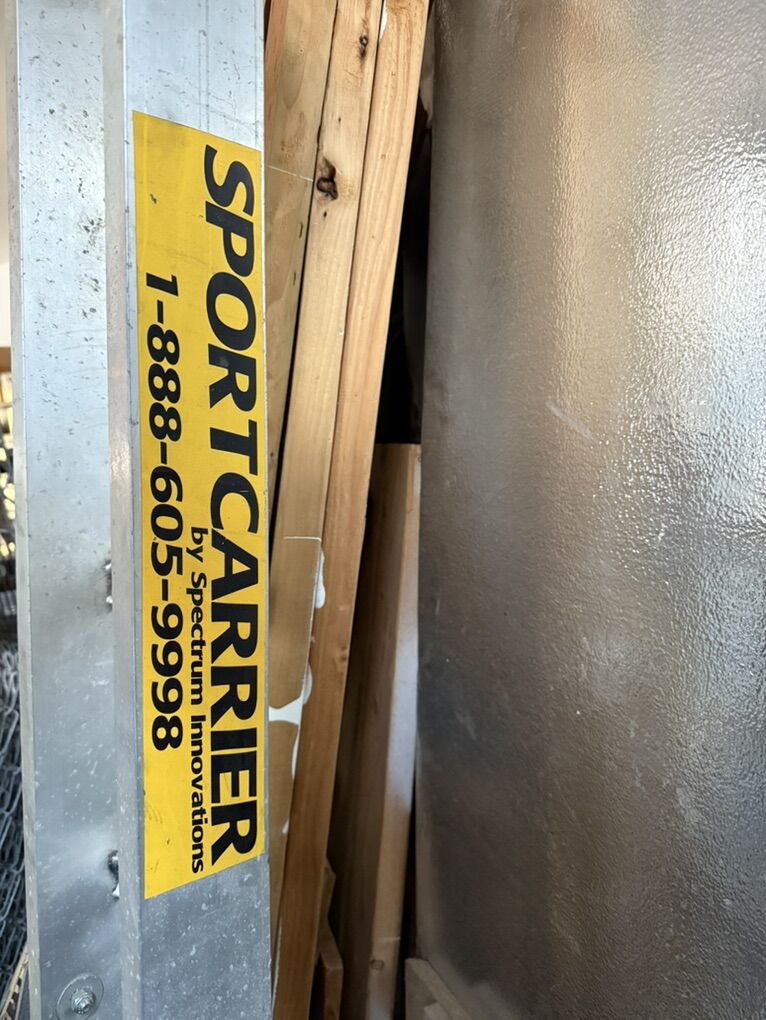 SPORTCARRIER
by Spectrum Innovations
1-888-605-9998